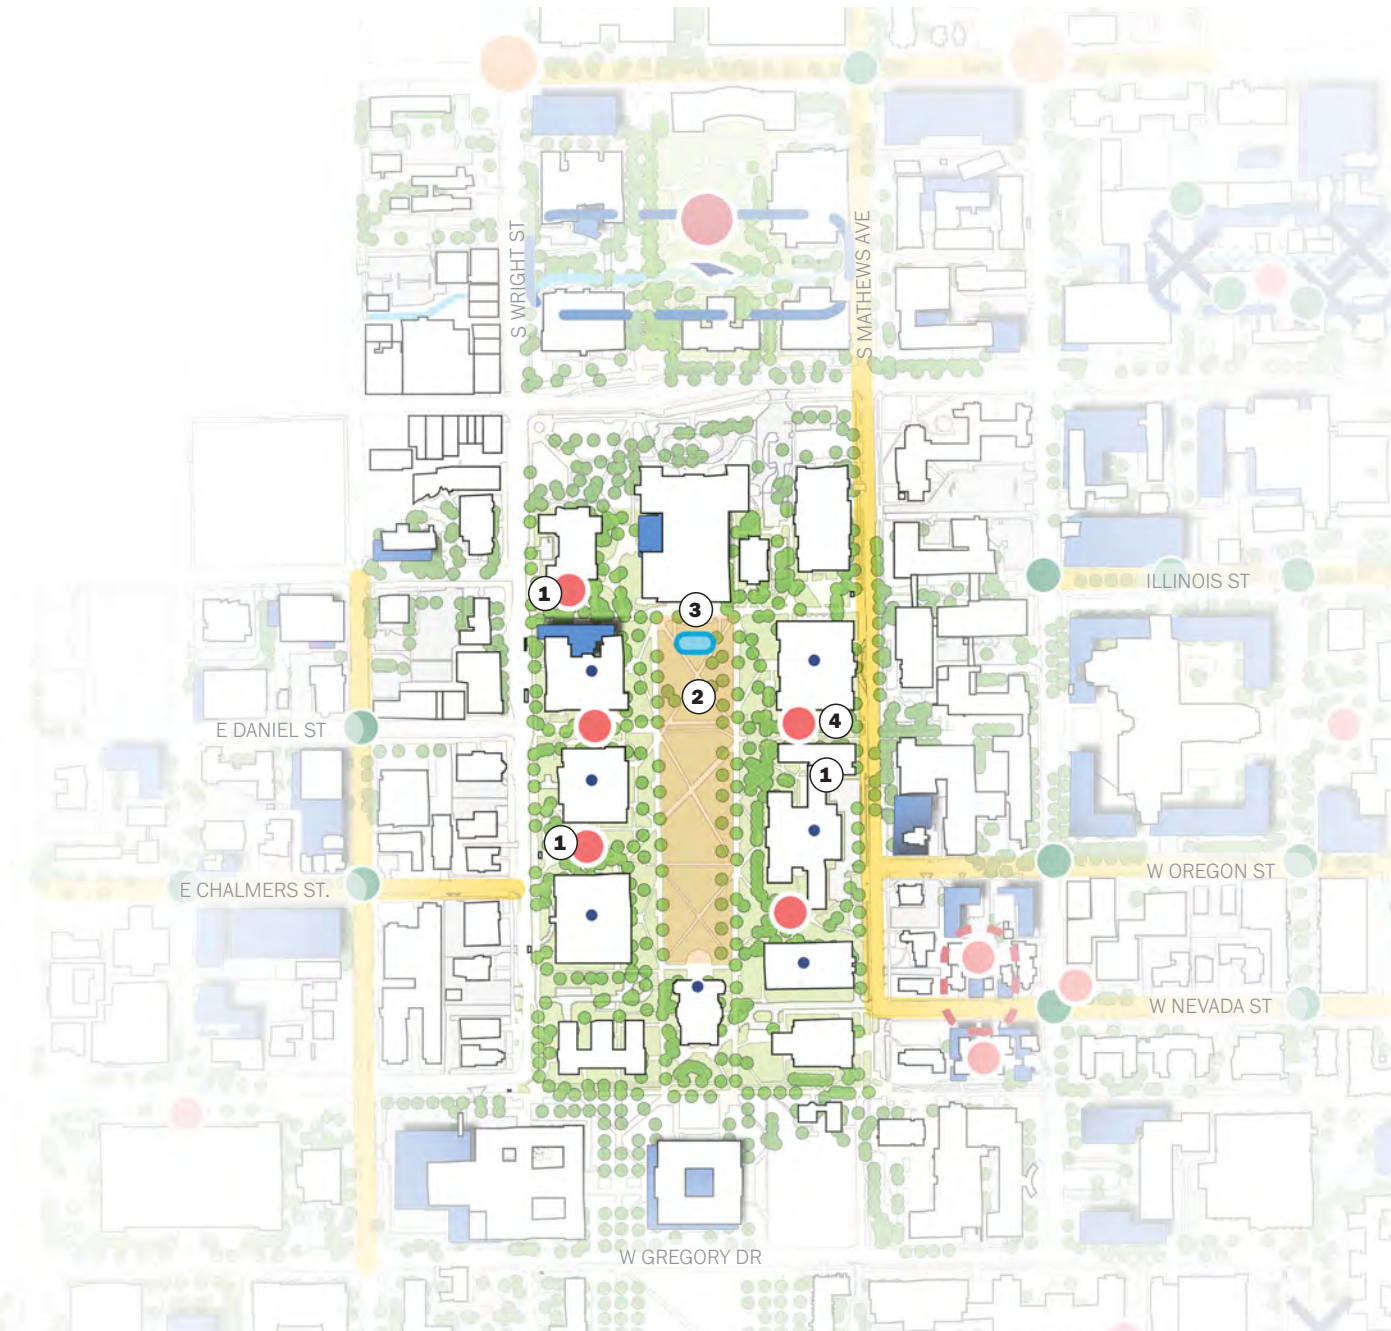 S WRIGHT ST
S MATHEWS AVE
ILLINOIS ST
1
3
2
E DANIEL ST
4
1
1
E CHALMERS ST.
W OREGON ST
W NEVADA ST
W GREGORY DR